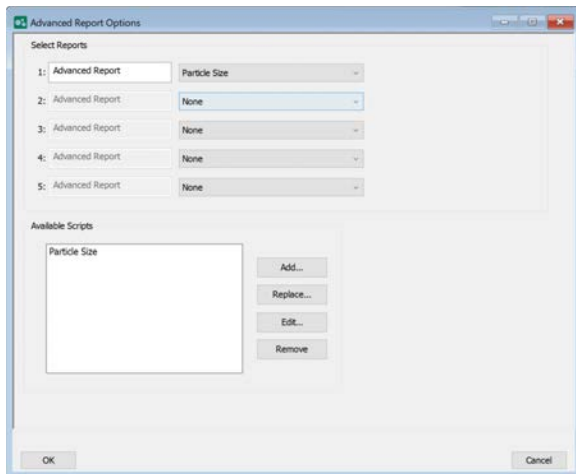 Advanced Report Options
Select Reports
1: Advanced Report Particle Size
2: Advanced Report None
3: Advanced Report None
4: Advanced Report None
5: Advanced Report None
Available Scripts
Particle Size
Add...
Replace...
Edit...
Remove
OK Cancel